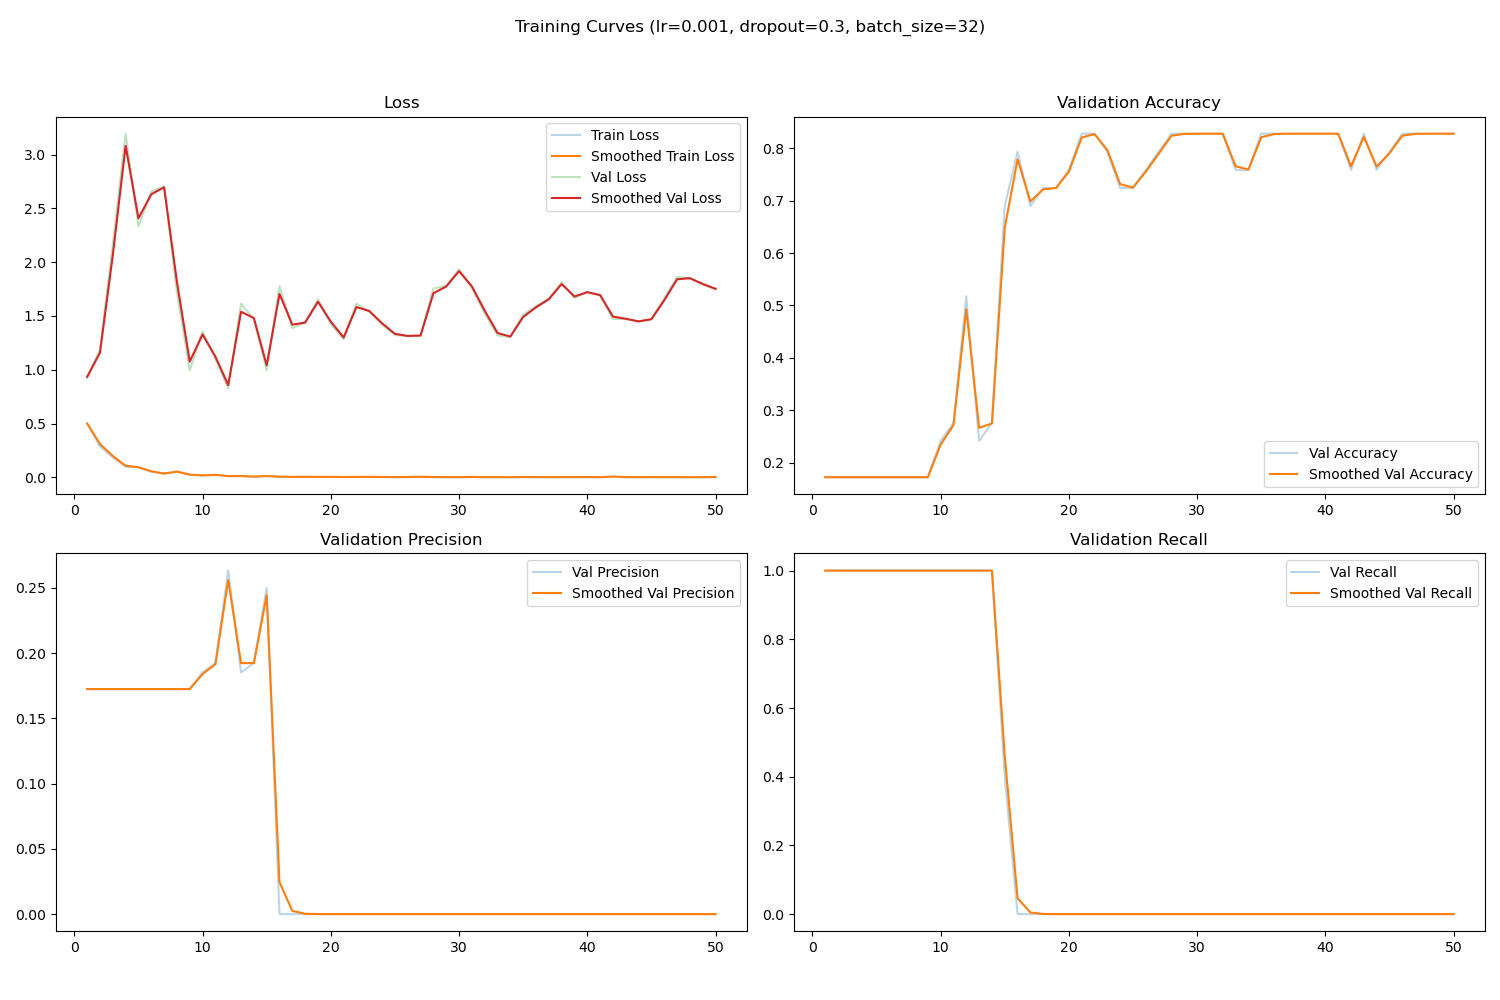 Training Curves (lr=0.001, dropout=0.3, batch_size=32)
Loss
Train Loss
Smoothed Train Loss
Val Loss
Smoothed Val Loss
3.0
2.5
2.0
1.5
1.0
0.5
0.0
0 10 20 30 40 50
Validation Accuracy
0.8
0.7
0.6
0.5
0.4
0.3
0.2
Val Accuracy
Smoothed Val Accuracy
0 10 20 30 40 50
Validation Precision
Val Precision
Smoothed Val Precision
0.25
0.20
0.15
0.10
0.05
0.00
0 10 20 30 40 50
Validation Recall
Val Recall
Smoothed Val Recall
1.0
0.8
0.6
0.4
0.2
0.0
0 10 20 30 40 50